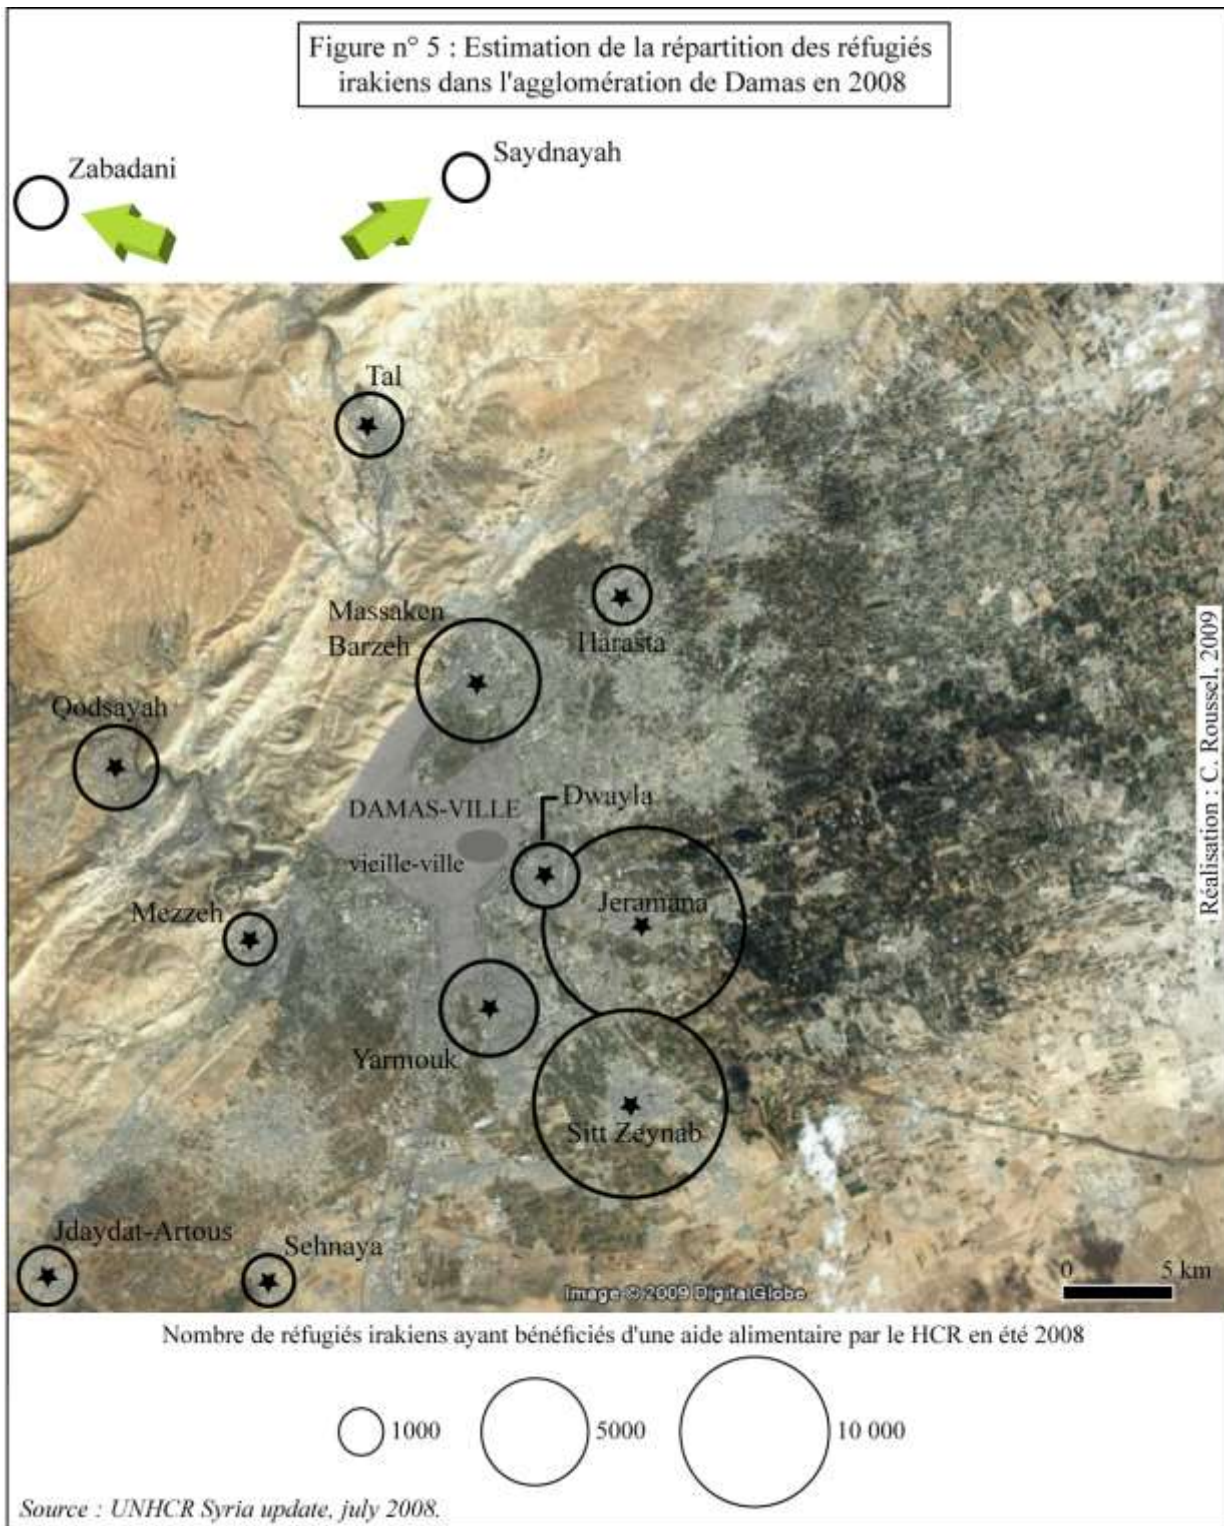 Figure n° 5 : Estimation de la répartition des réfugiés
irakiens dans l'agglomération de Damas en 2008
Zabadani
Saydnayah
Tal
Massaken
Barzeh
Harasta
Qodsayah
DAMAS-VILLE
Dwayla
vieille-ville
Jeramana
Mezzeh
Yarmouk
Sitt Zeynab
Jdaydat-Artous
Sehnaya
Réalisation : C. Roussel, 2009
0 5 km
Image © 2009 DigitalGlobe
Nombre de réfugiés irakiens ayant bénéficiés d'une aide alimentaire par le HCR en été 2008
1000 5000 10 000
Source : UNHCR Syria update, july 2008.